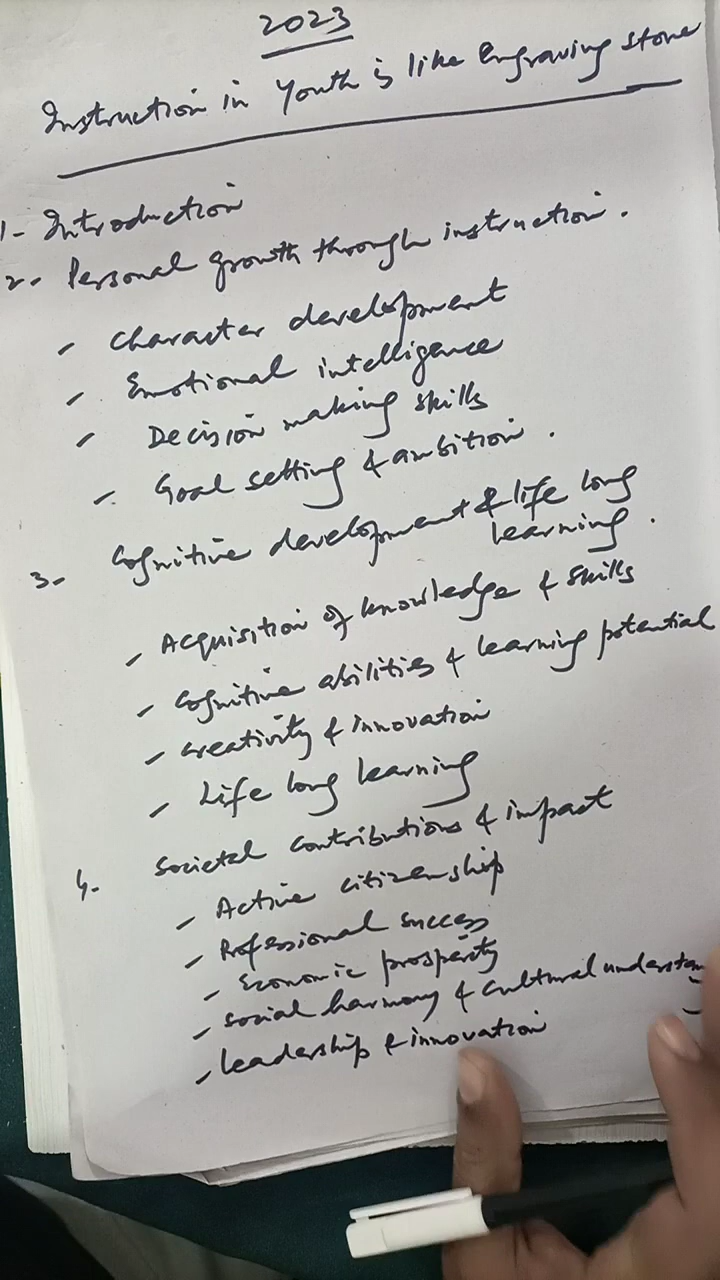 2023
Instruction in Youth is like Engraving stone
1- Introduction
2- Personal growth through instruction.
- Character development
- Emotional intelligence
- Decision making skills
- Goal setting & ambition.
3- Cognitive development & life long
learning.
- Acquisition of knowledge & skills
- Cognitive abilities & learning potential
- Creativity & innovation
- Life long learning
4- Societal contributions & impact
- Active citizenship
- Professional success
- Economic prosperity
- Social harmony & cultural understan
- leadership & innovation